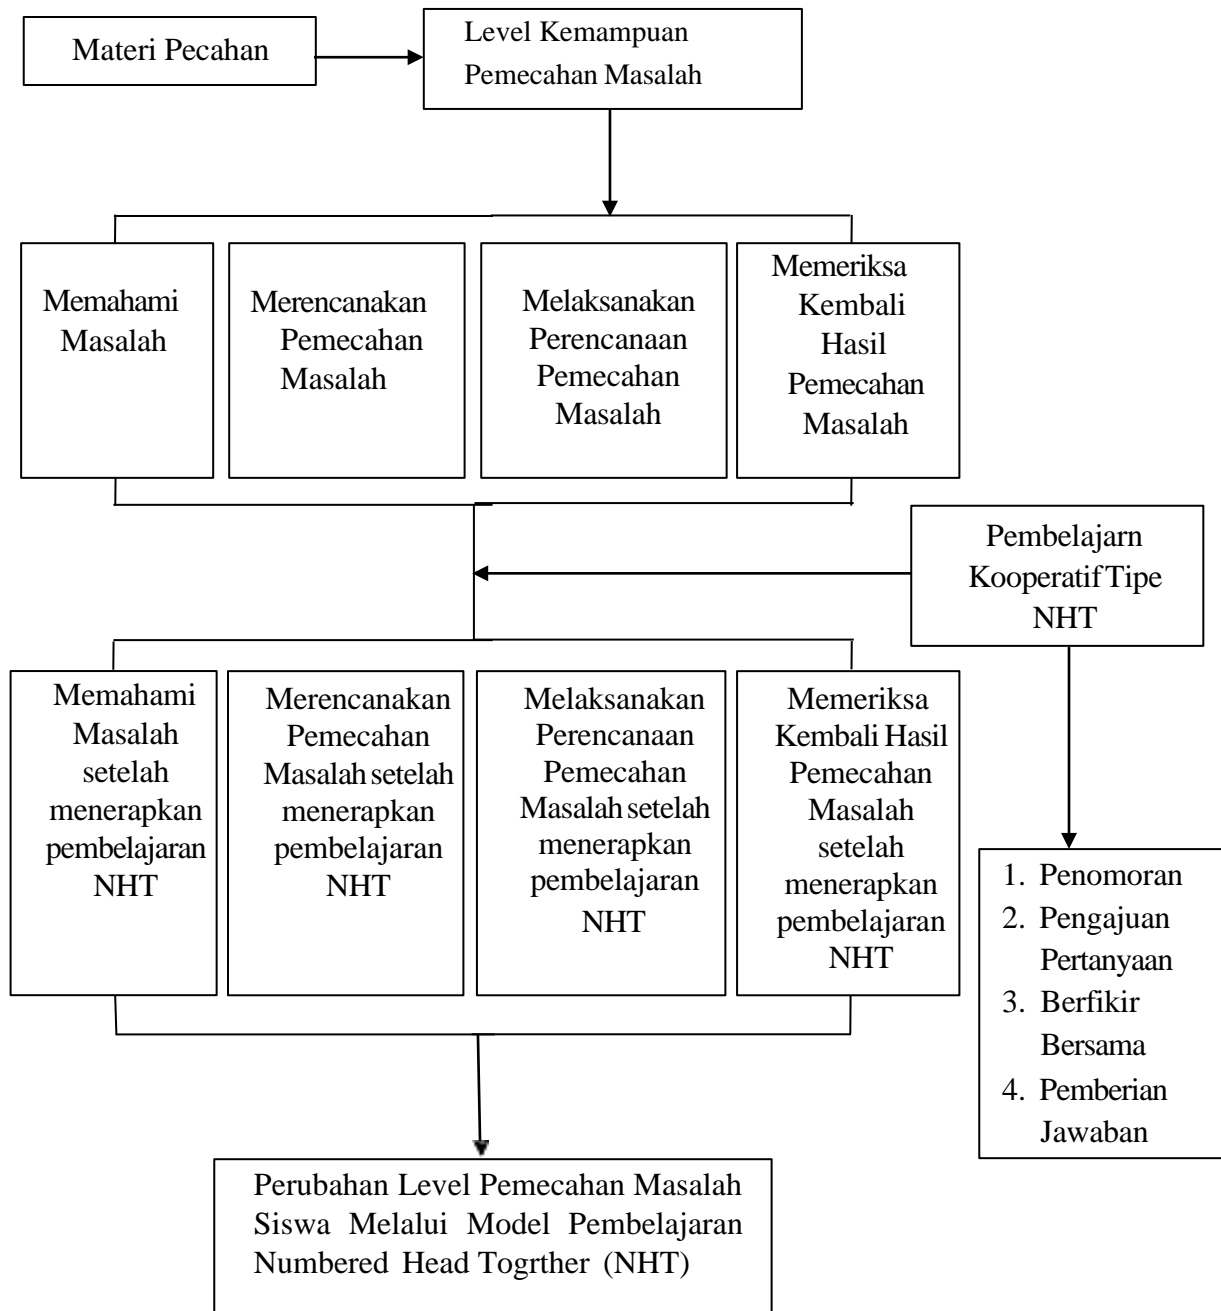 Materi Pecahan
Level Kemampuan
Pemecahan Masalah
Memahami
Masalah
Merencanakan
Pemecahan
Masalah
Melaksanakan
Perencanaan
Pemecahan
Masalah
Memeriksa
Kembali
Hasil
Pemecahan
Masalah
Pembelajarn
Kooperatif Tipe
NHT
Memahami
Masalah
setelah
menerapkan
pembelajaran
NHT
Merencanakan
Pemecahan
Masalah setelah
menerapkan
pembelajaran
NHT
Melaksanakan
Perencanaan
Pemecahan
Masalah setelah
menerapkan
pembelajaran
NHT
Memeriksa
Kembali Hasil
Pemecahan
Masalah
setelah
menerapkan
pembelajaran
NHT
1. Penomoran
2. Pengajuan
Pertanyaan
3. Berfikir
Bersama
4. Pemberian
Jawaban
Perubahan Level Pemecahan Masalah
Siswa Melalui Model Pembelajaran
Numbered Head Togrther (NHT)